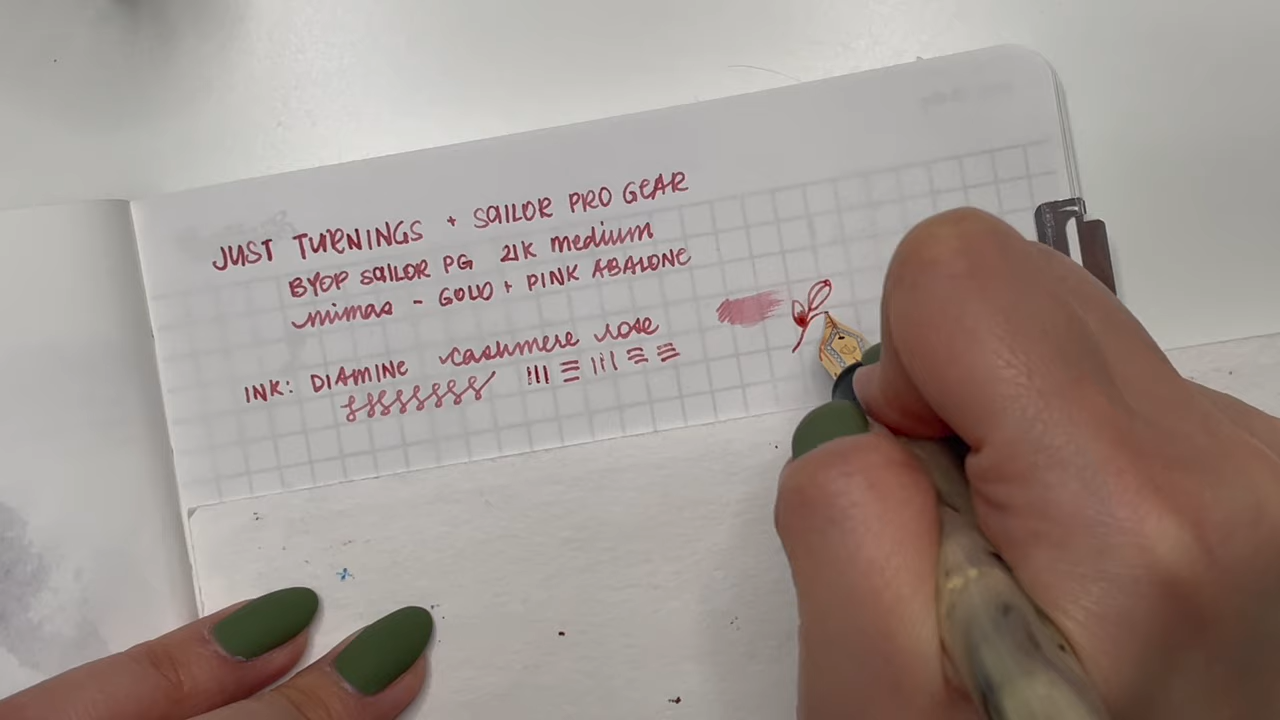 JUST TURNINGS + SAILOR PRO GEAR
BYOP SAILOR PG 21K medium
mimas - GOLD + PINK ABALONE
INK: DIAMINE cashmere rose